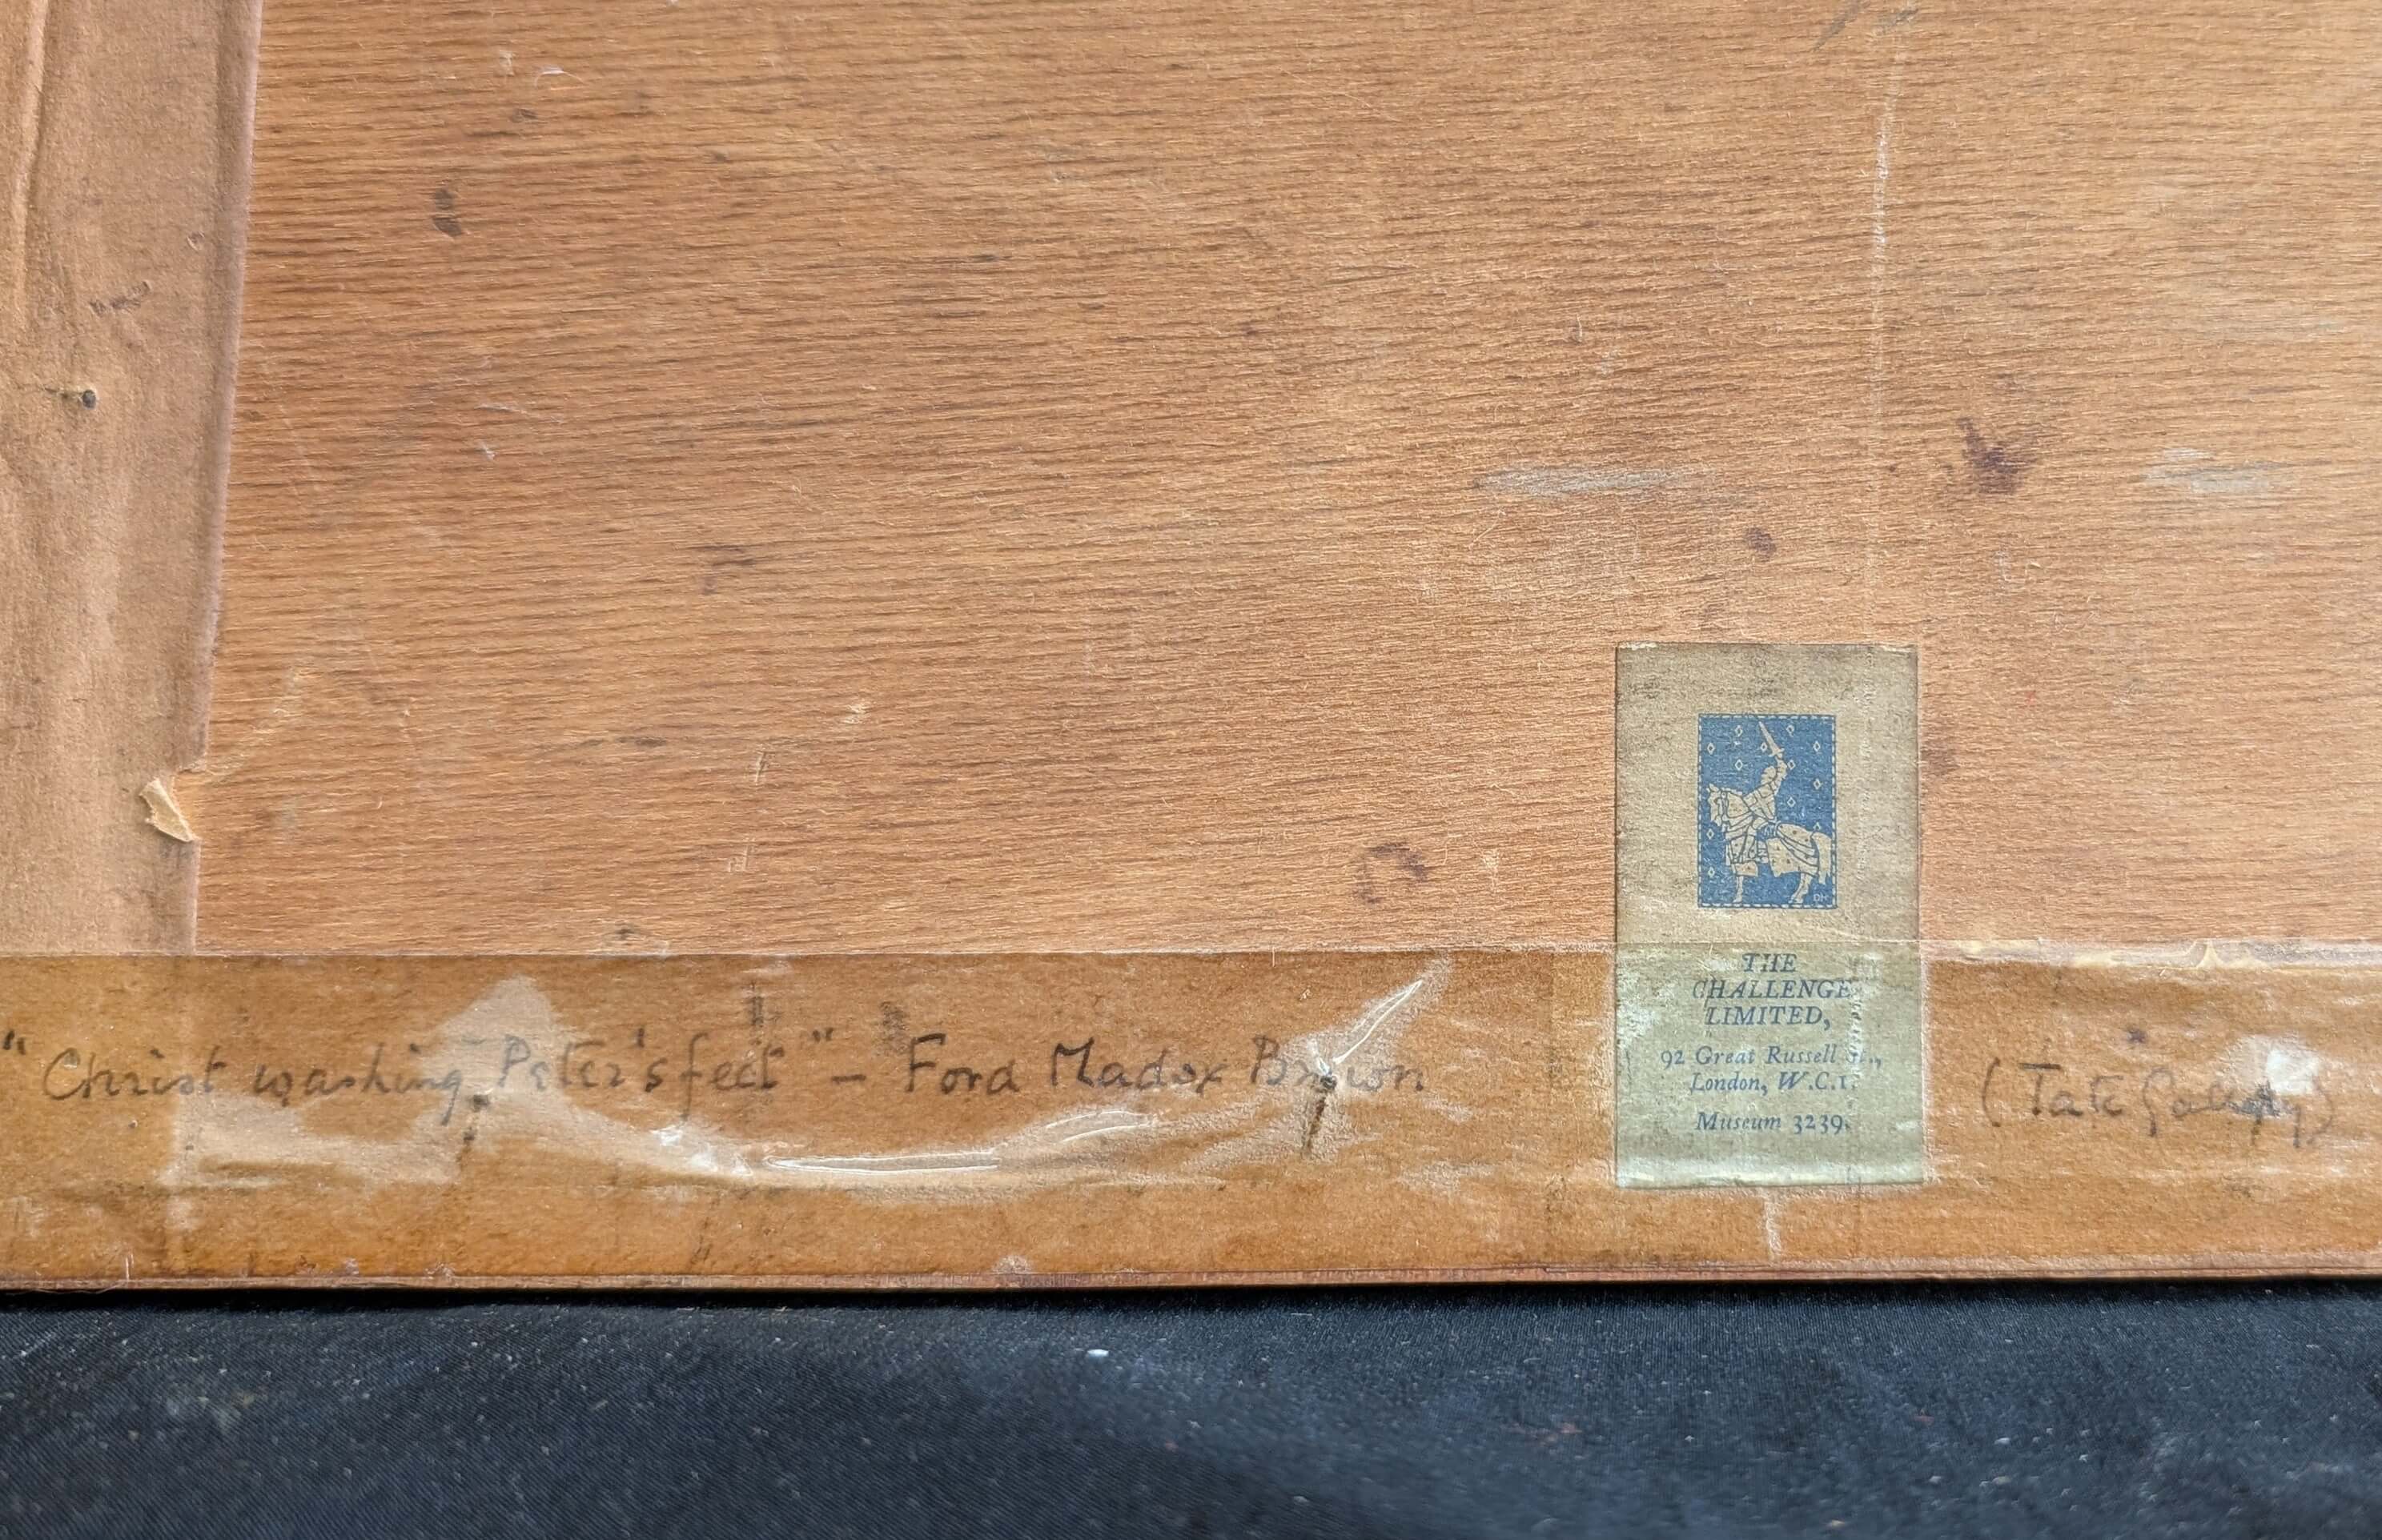 "Christ washing Peter's feet" – Ford Madox Brown
THE
CHALLENGE
LIMITED,
92 Great Russell St.,
London, W.C.1.
Museum 3239.
(Tate Gallery)